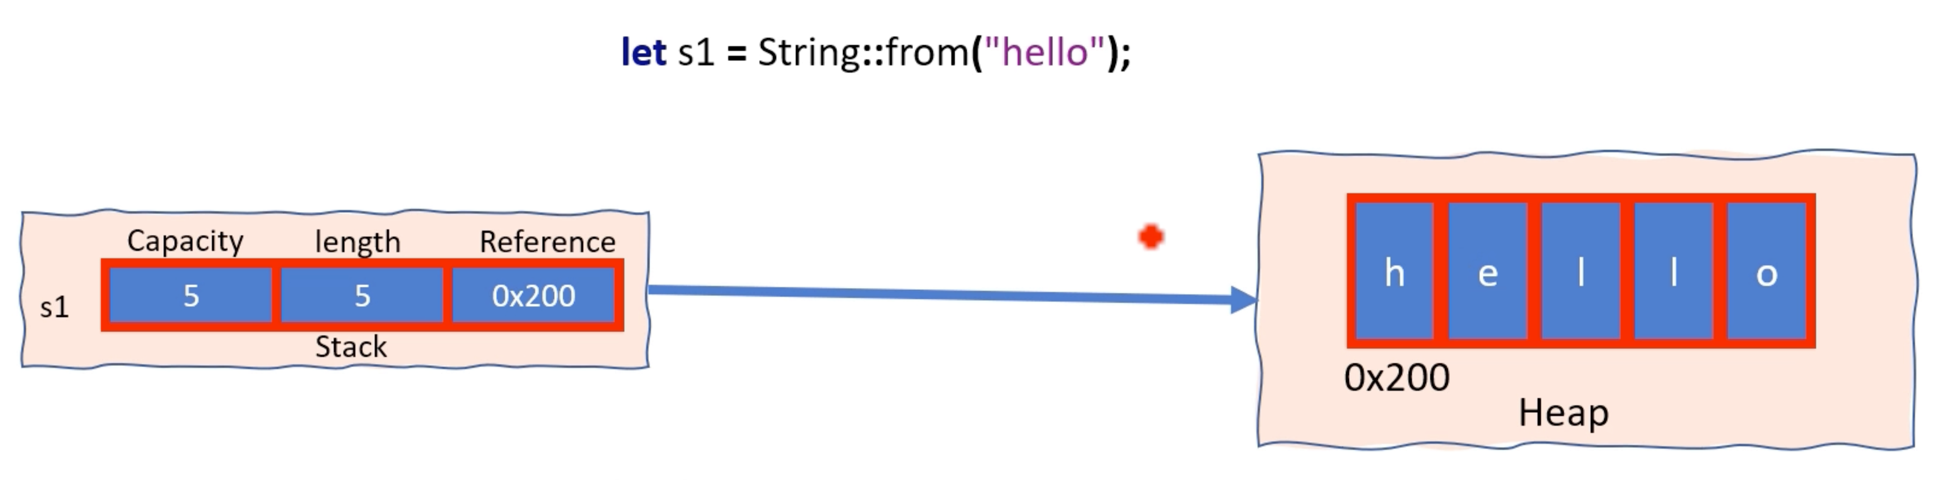 let s1 = String::from("hello");
Capacity length Reference
s1 5 5 0x200
Stack
h e l l o
0x200
Heap